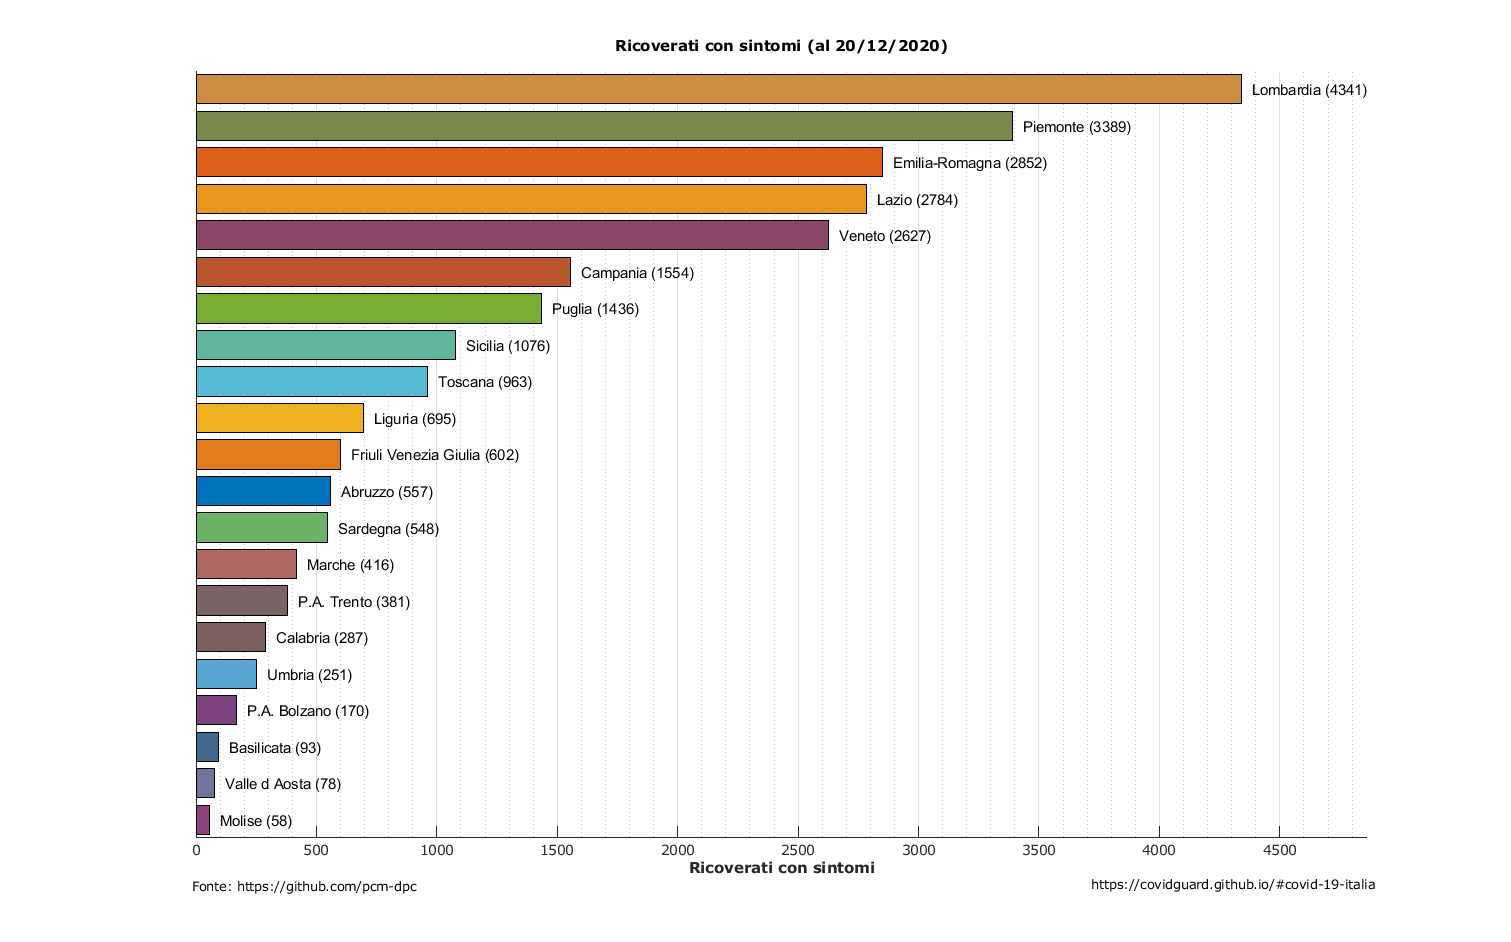 Ricoverati con sintomi (al 20/12/2020)
Lombardia (4341)
Piemonte (3389)
Emilia-Romagna (2852)
Lazio (2784)
Veneto (2627)
Campania (1554)
Puglia (1436)
Sicilia (1076)
Toscana (963)
Liguria (695)
Friuli Venezia Giulia (602)
Abruzzo (557)
Sardegna (548)
Marche (416)
P.A. Trento (381)
Calabria (287)
Umbria (251)
P.A. Bolzano (170)
Basilicata (93)
Valle d Aosta (78)
Molise (58)
0 500 1000 1500 2000 2500 3000 3500 4000 4500
Ricoverati con sintomi
Fonte: https://github.com/pcm-dpc
https://covidguard.github.io/#covid-19-italia